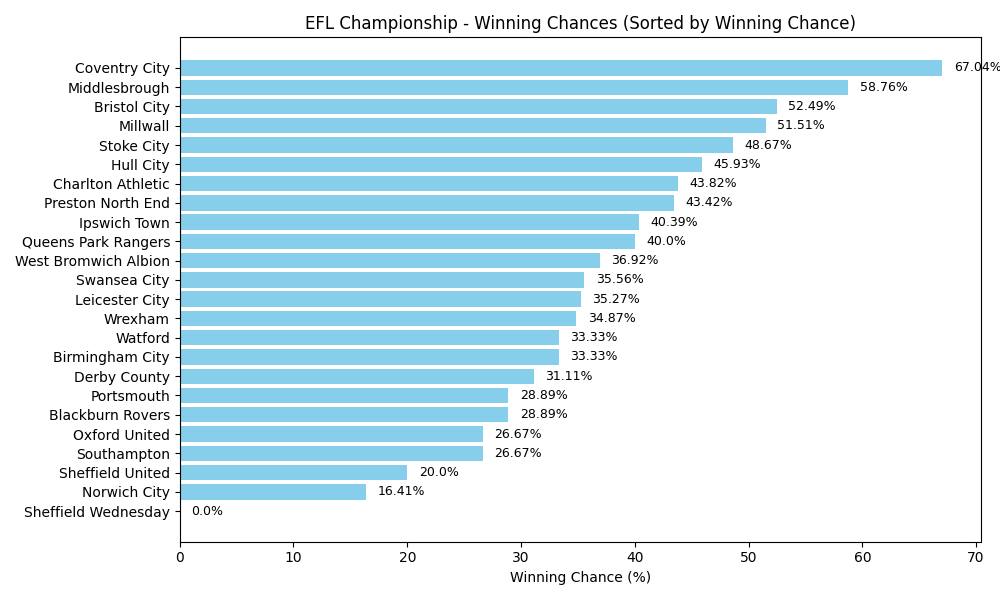 EFL Championship - Winning Chances (Sorted by Winning Chance)
Coventry City 67.04%
Middlesbrough 58.76%
Bristol City 52.49%
Millwall 51.51%
Stoke City 48.67%
Hull City 45.93%
Charlton Athletic 43.82%
Preston North End 43.42%
Ipswich Town 40.39%
Queens Park Rangers 40.0%
West Bromwich Albion 36.92%
Swansea City 35.56%
Leicester City 35.27%
Wrexham 34.87%
Watford 33.33%
Birmingham City 33.33%
Derby County 31.11%
Portsmouth 28.89%
Blackburn Rovers 28.89%
Oxford United 26.67%
Southampton 26.67%
Sheffield United 20.0%
Norwich City 16.41%
Sheffield Wednesday 0.0%
0 10 20 30 40 50 60 70
Winning Chance (%)